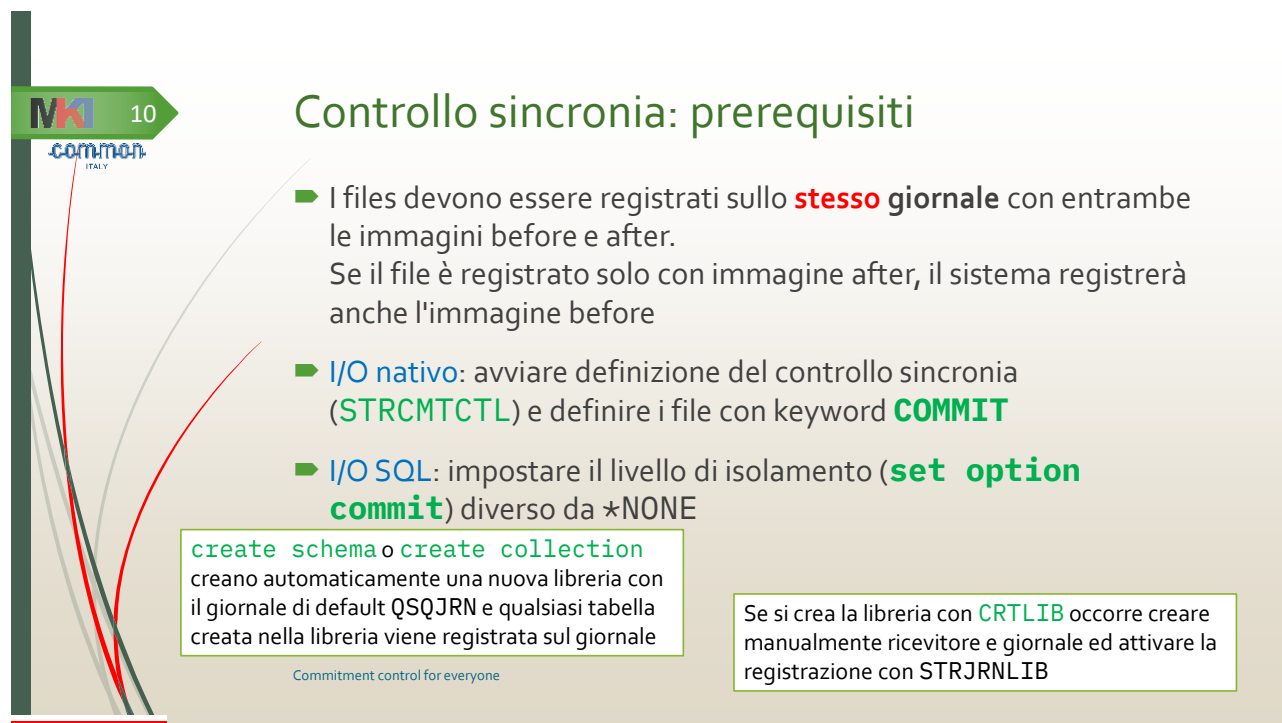 MK1
10
common
ITALY
Controllo sincronia: prerequisiti
I files devono essere registrati sullo stesso giornale con entrambe
le immagini before e after.
Se il file è registrato solo con immagine after, il sistema registrerà
anche l'immagine before
I/O nativo: avviare definizione del controllo sincronia
(STRCMTCTL) e definire i file con keyword COMMIT
I/O SQL: impostare il livello di isolamento (set option
commit) diverso da *NONE
create schema o create collection
creano automaticamente una nuova libreria con
il giornale di default QSQJRN e qualsiasi tabella
creata nella libreria viene registrata sul giornale
Se si crea la libreria con CRTLIB occorre creare
manualmente ricevitore e giornale ed attivare la
registrazione con STRJRNLIB
Commitment control for everyone